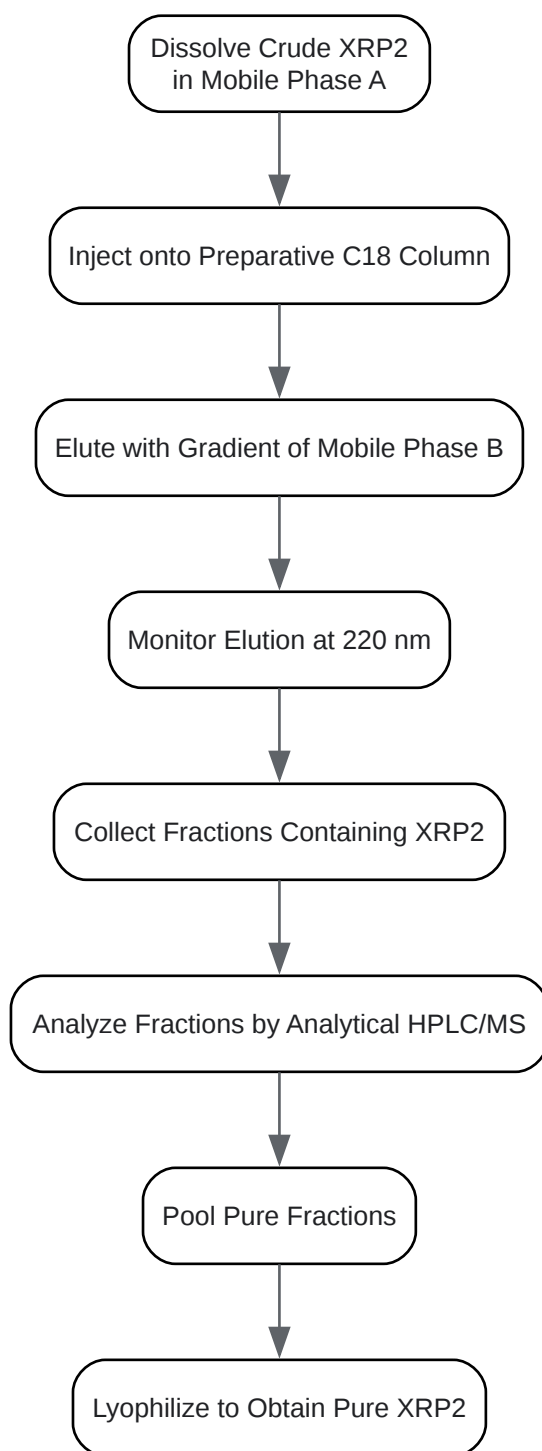 Dissolve Crude XRP2
in Mobile Phase A
Inject onto Preparative C18 Column
Elute with Gradient of Mobile Phase B
Monitor Elution at 220 nm
Collect Fractions Containing XRP2
Analyze Fractions by Analytical HPLC/MS
Pool Pure Fractions
Lyophilize to Obtain Pure XRP2